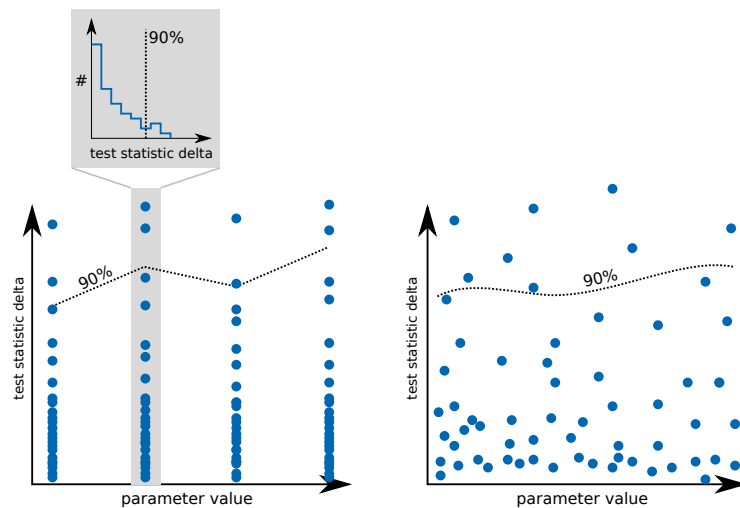 90%
#
test statistic delta
90%
test statistic delta
parameter value
90%
test statistic delta
parameter value